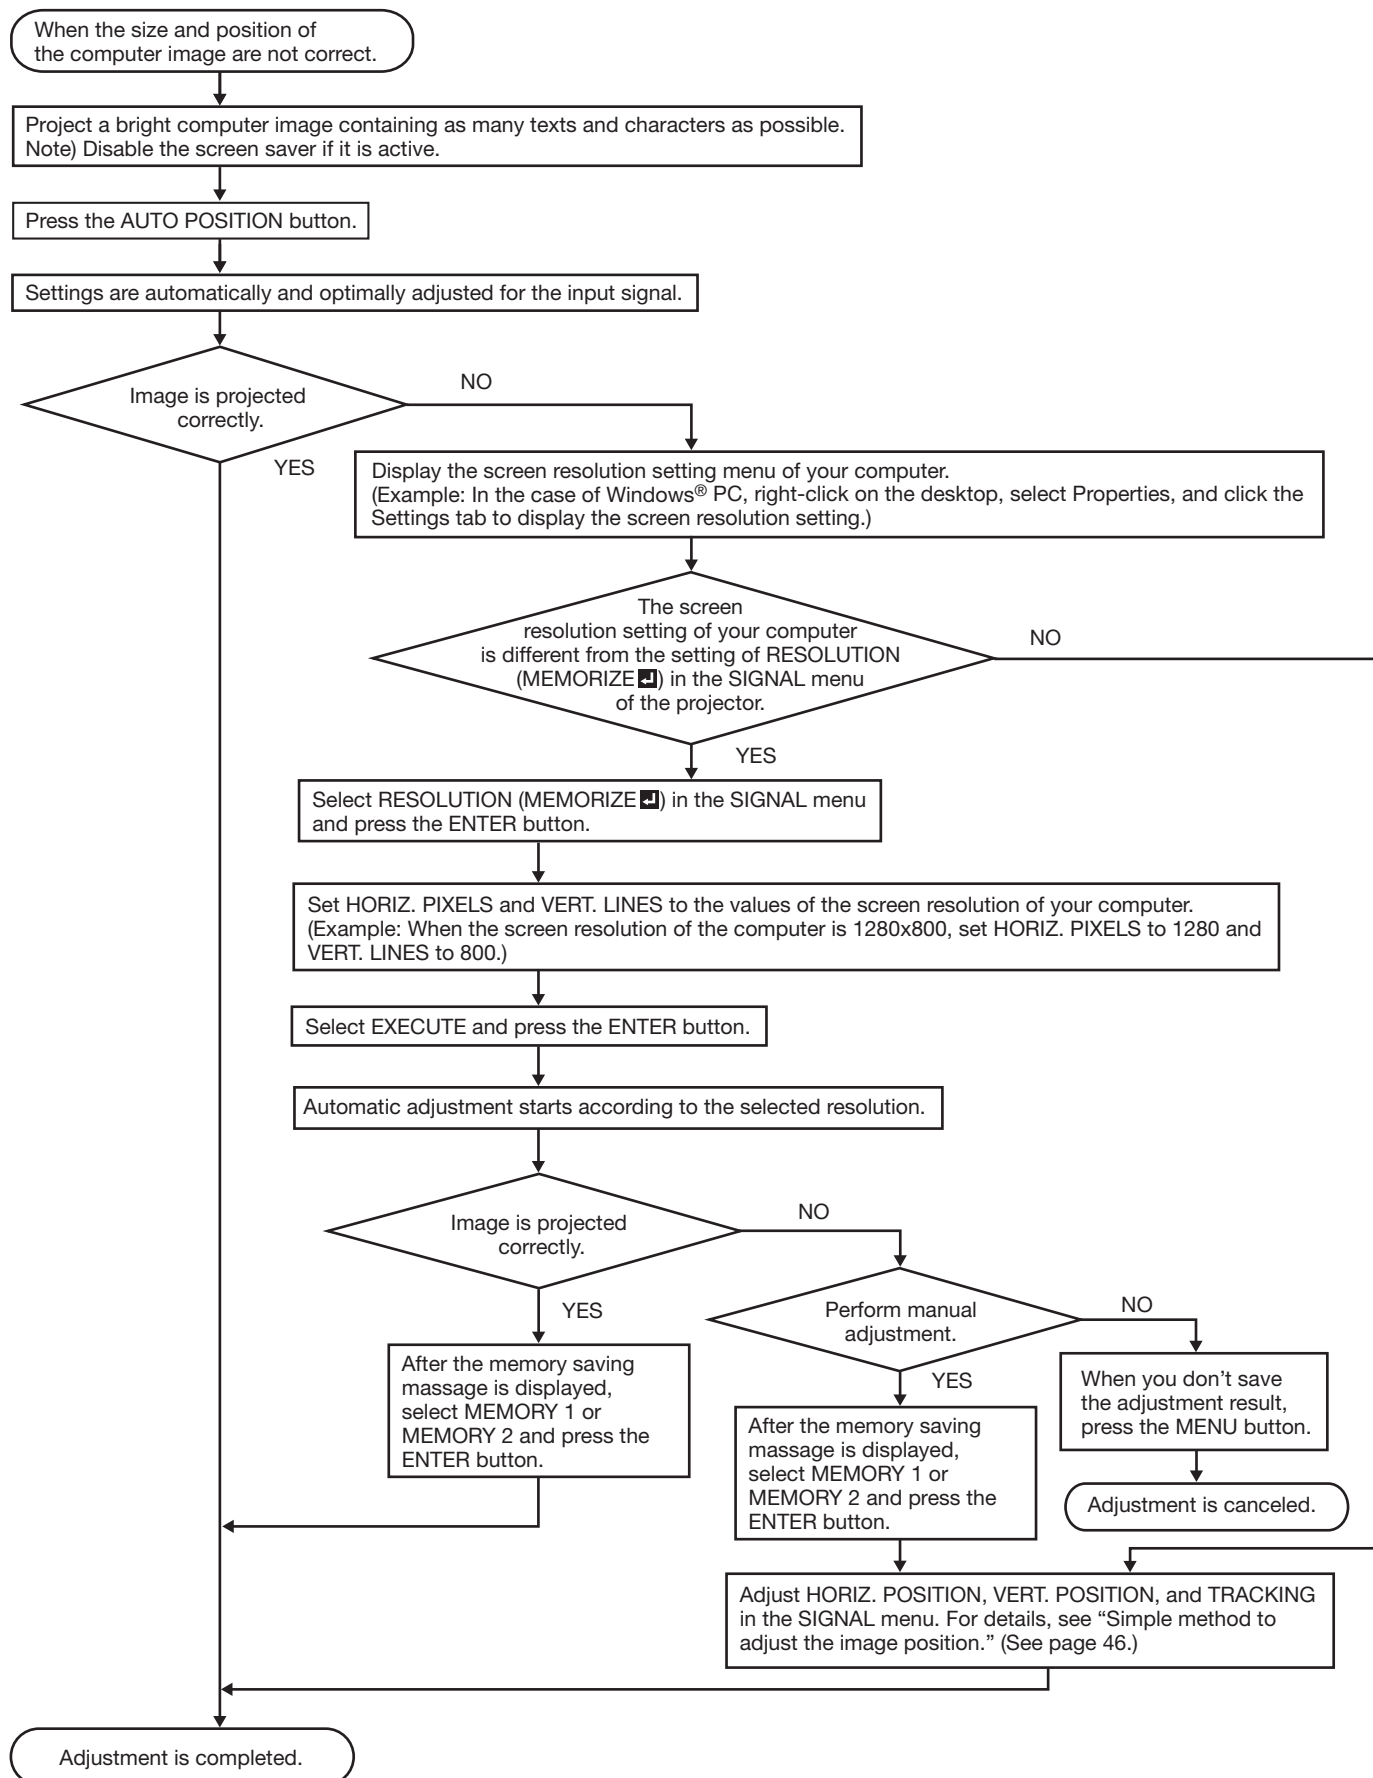 When the size and position of
the computer image are not correct.
Project a bright computer image containing as many texts and characters as possible.
Note) Disable the screen saver if it is active.
Press the AUTO POSITION button.
Settings are automatically and optimally adjusted for the input signal.
Image is projected
correctly.
NO
YES
Display the screen resolution setting menu of your computer.
(Example: In the case of Windows® PC, right-click on the desktop, select Properties, and click the
Settings tab to display the screen resolution setting.)
The screen
resolution setting of your computer
is different from the setting of RESOLUTION
(MEMORIZE ↵) in the SIGNAL menu
of the projector.
NO
YES
Select RESOLUTION (MEMORIZE ↵) in the SIGNAL menu
and press the ENTER button.
Set HORIZ. PIXELS and VERT. LINES to the values of the screen resolution of your computer.
(Example: When the screen resolution of the computer is 1280x800, set HORIZ. PIXELS to 1280 and
VERT. LINES to 800.)
Select EXECUTE and press the ENTER button.
Automatic adjustment starts according to the selected resolution.
Image is projected
correctly.
NO
YES
After the memory saving
massage is displayed,
select MEMORY 1 or
MEMORY 2 and press the
ENTER button.
Perform manual
adjustment.
NO
YES
When you don't save
the adjustment result,
press the MENU button.
Adjustment is canceled.
After the memory saving
massage is displayed,
select MEMORY 1 or
MEMORY 2 and press the
ENTER button.
Adjust HORIZ. POSITION, VERT. POSITION, and TRACKING
in the SIGNAL menu. For details, see “Simple method to
adjust the image position.” (See page 46.)
Adjustment is completed.